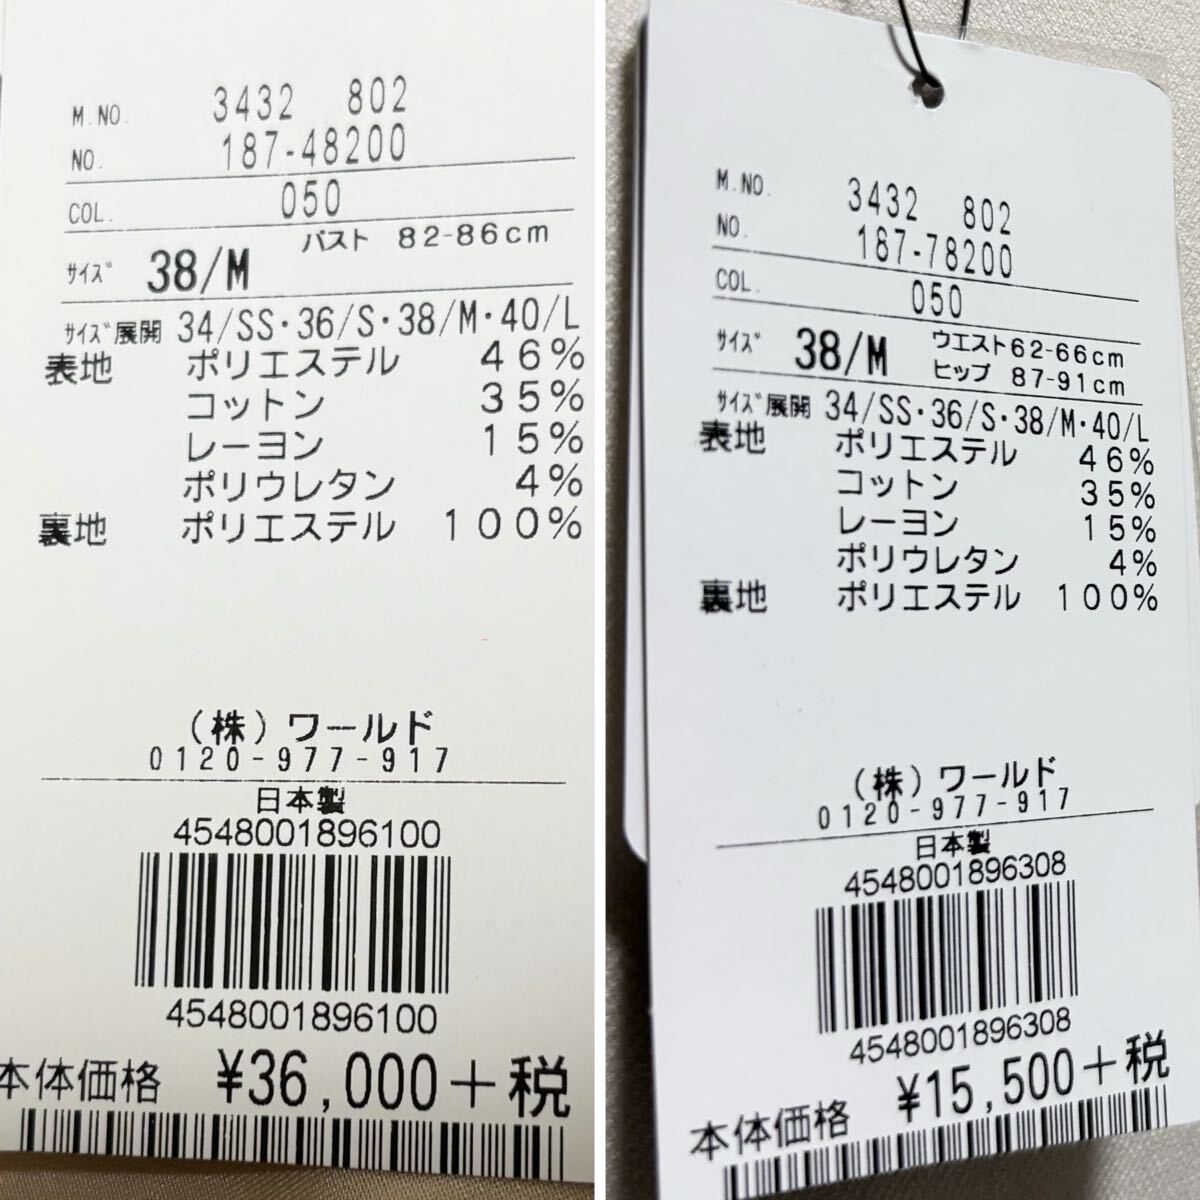 M.NO. 3432 802
NO. 187-48200
COL. 050
バスト 82-86cm
サイズ 38/M
サイズ展開 34/SS・36/S・38/M・40/L
表地 ポリエステル 46%
コットン 35%
レーヨン 15%
ポリウレタン 4%
裏地 ポリエステル 100%
(株)ワールド
0120-977-917
日本製
4548001896100
4548001896100
本体価格 ¥36,000+税
M.NO. 3432 802
NO. 187-78200
COL. 050
サイズ 38/M ウエスト62-66cm
ヒップ 87-91cm
サイズ展開 34/SS・36/S・38/M・40/L
表地 ポリエステル 46%
コットン 35%
レーヨン 15%
ポリウレタン 4%
裏地 ポリエステル 100%
(株)ワールド
0120-977-917
日本製
4548001896308
4548001896308
本体価格 ¥15,500+税